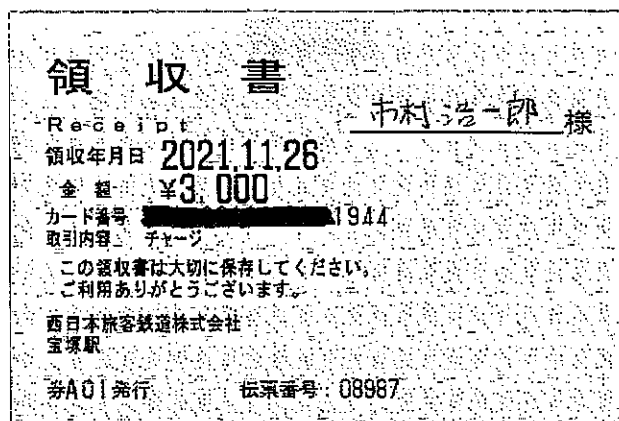 領収書
Receipt
市村浩一郎 様
領収年月日 2021.11.26
金額 ¥3,000
カード番号 1944
取引内容 チャージ
この領収書は大切に保存してください。
ご利用ありがとうございます。
西日本旅客鉄道株式会社
宝塚駅
券A01発行 伝票番号:08987